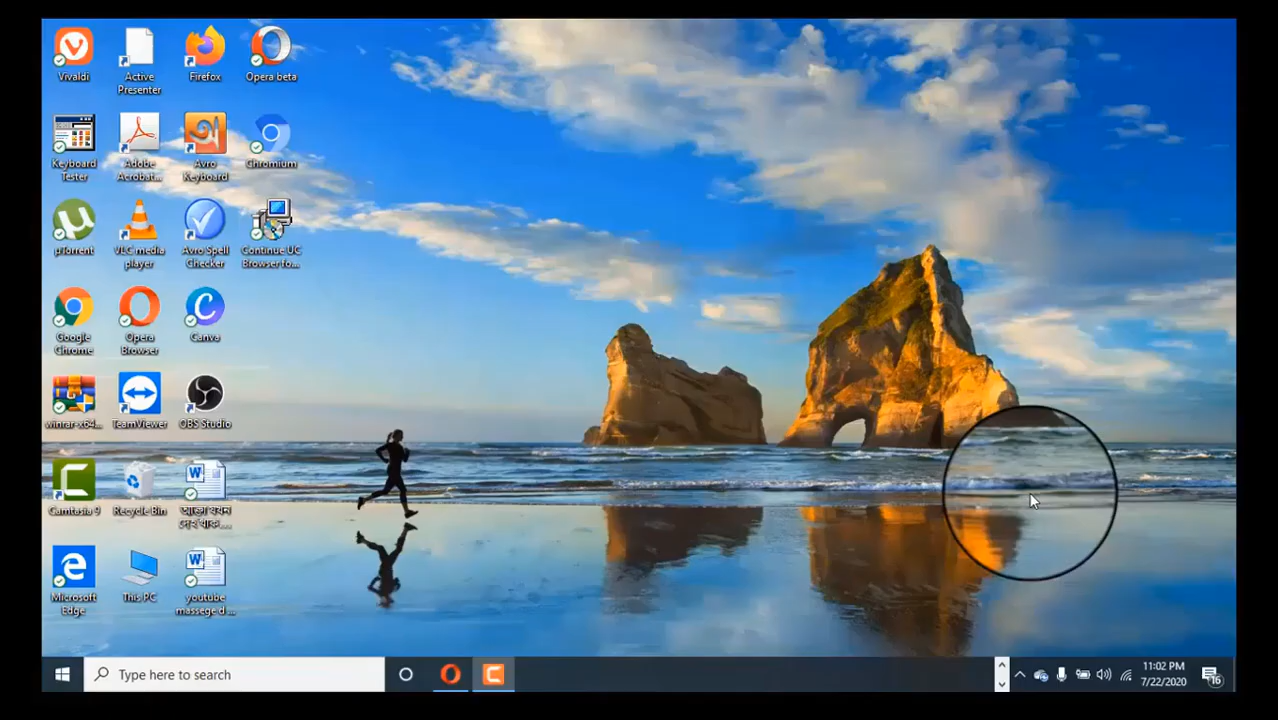 Vivaldi
Active
Presenter
Firefox
Opera beta
Keyboard
Tester
Adobe
Acrobat...
Avro
Keyboard
Chromium
µTorrent
VLC media
player
Avro Spell
Checker
Continue UC
Browser fo...
Google
Chrome
Opera
Browser
Canva
winrar-x64...
TeamViewer
OBS Studio
Camtasia 9
Recycle Bin
Microsoft
Edge
This PC
youtube
massege d...
Type here to search
11:02 PM
7/22/2020
16